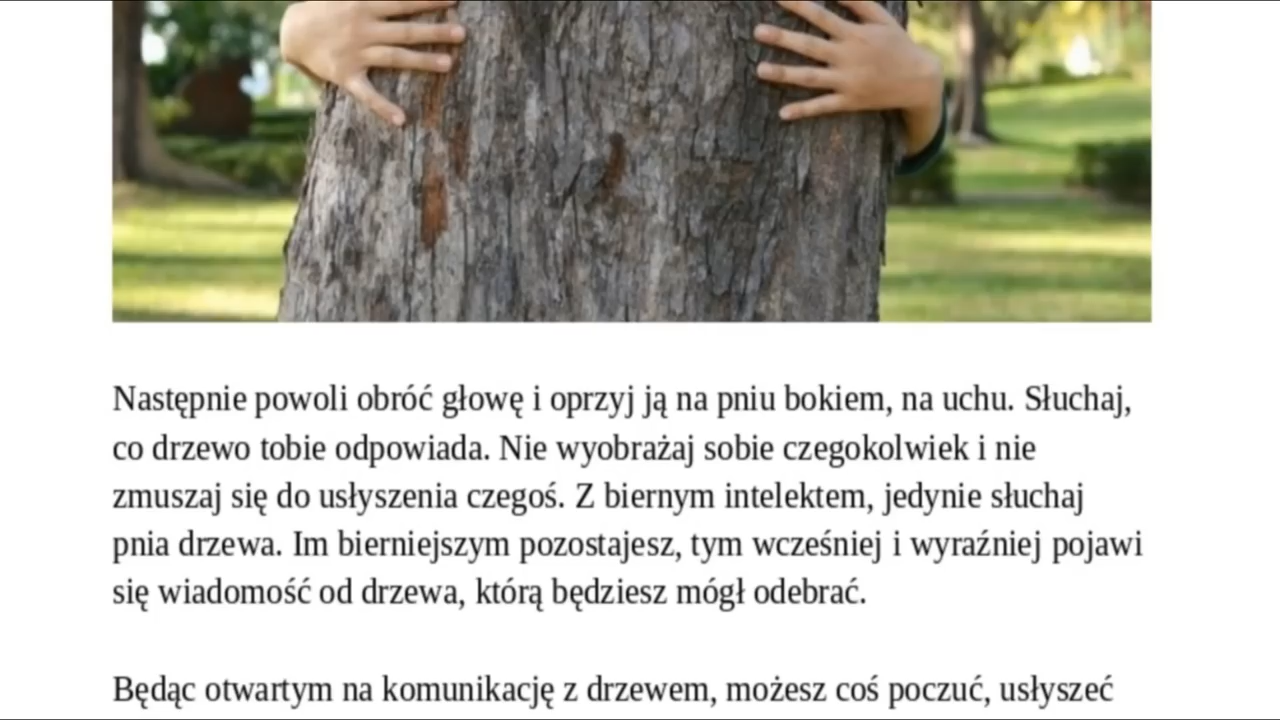 Następnie powoli obróć głowę i oprzyj ją na pniu bokiem, na uchu. Słuchaj,
co drzewo tobie odpowiada. Nie wyobrażaj sobie czegokolwiek i nie
zmuszaj się do usłyszenia czegoś. Z biernym intelektem, jedynie słuchaj
pnia drzewa. Im bierniejszym pozostajesz, tym wcześniej i wyraźniej pojawi
się wiadomość od drzewa, którą będziesz mógł odebrać.
Będąc otwartym na komunikację z drzewem, możesz coś poczuć, usłyszeć